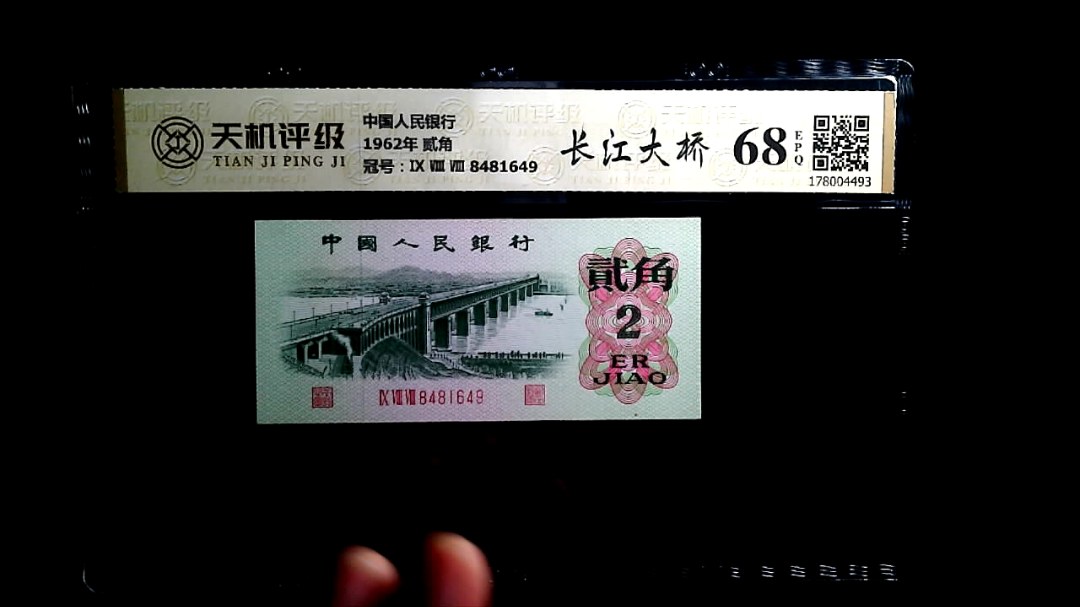 天机评级
TIAN JI PING JI
中国人民银行
1962年 贰角
冠号：Ⅸ Ⅷ Ⅷ 8481649
长江大桥
68
EPQ
178004493
中國人民銀行
貳角
2
ER
JIAO
Ⅸ Ⅷ Ⅷ 8481649